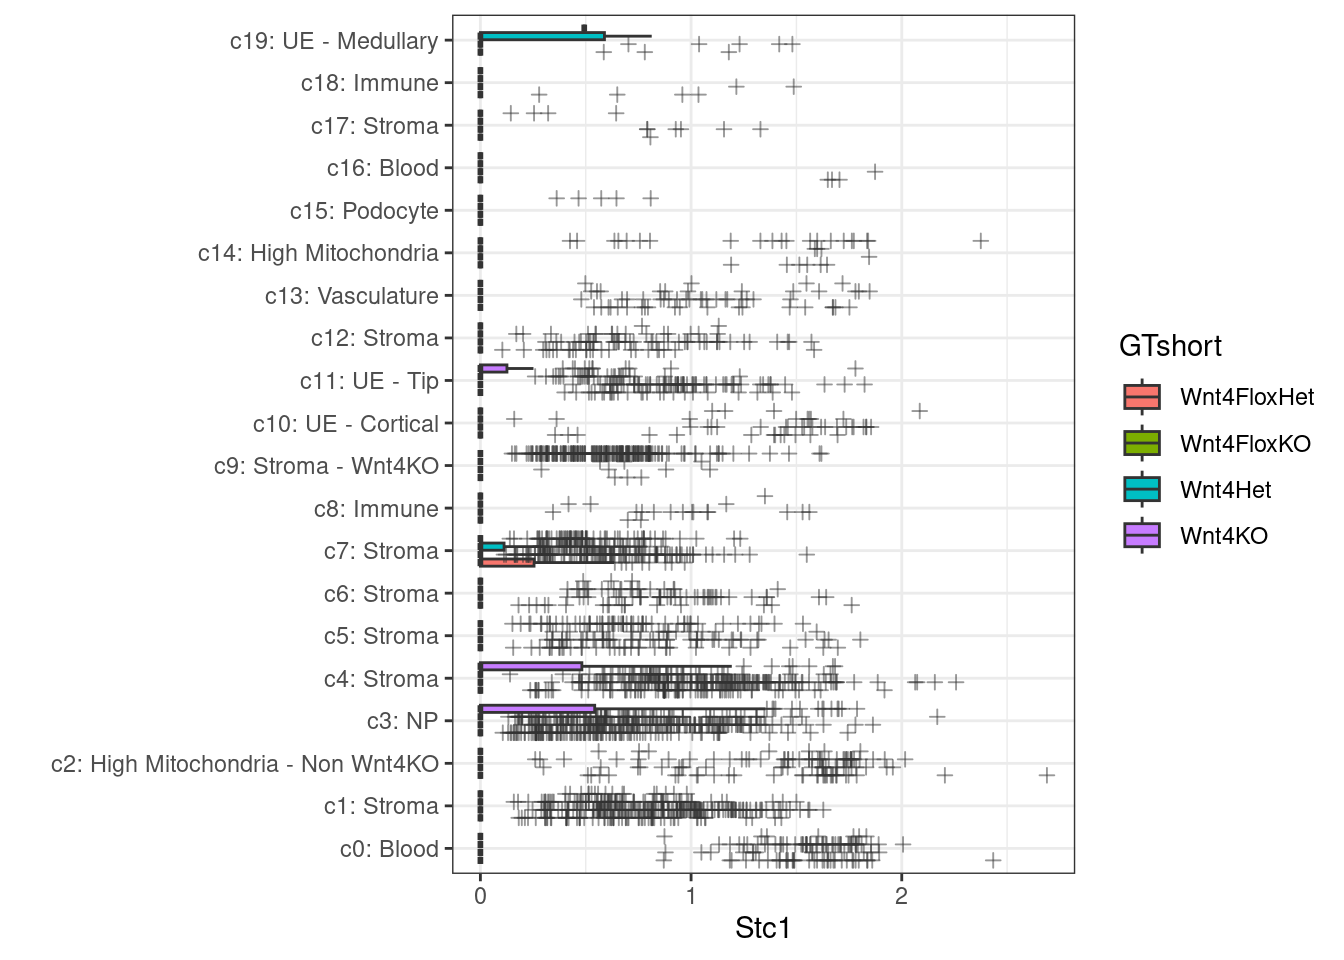 c19: UE - Medullary
c18: Immune
c17: Stroma
c16: Blood
c15: Podocyte
c14: High Mitochondria
c13: Vasculature
c12: Stroma
c11: UE - Tip
c10: UE - Cortical
c9: Stroma - Wnt4KO
c8: Immune
c7: Stroma
c6: Stroma
c5: Stroma
c4: Stroma
c3: NP
c2: High Mitochondria - Non Wnt4KO
c1: Stroma
c0: Blood
0 1 2
Stc1
GTshort
Wnt4FloxHet
Wnt4FloxKO
Wnt4Het
Wnt4KO